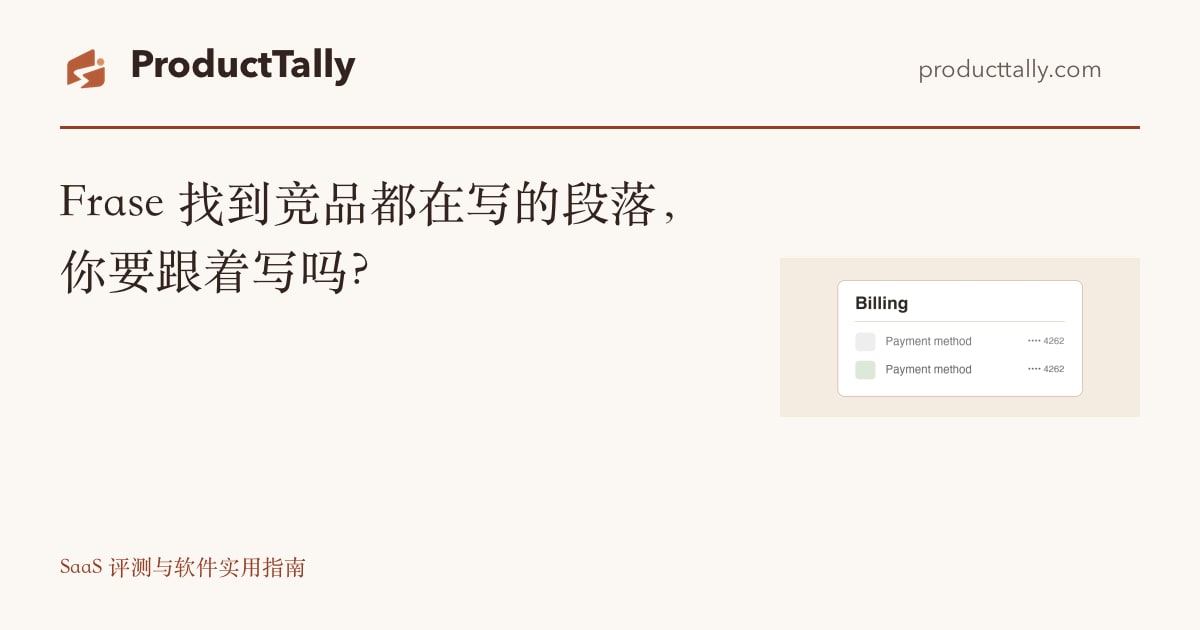 ProductTally
producttally.com
Frase 找到竞品都在写的段落，
你要跟着写吗？
Billing
Payment method •••• 4262
Payment method •••• 4262
SaaS 评测与软件实用指南